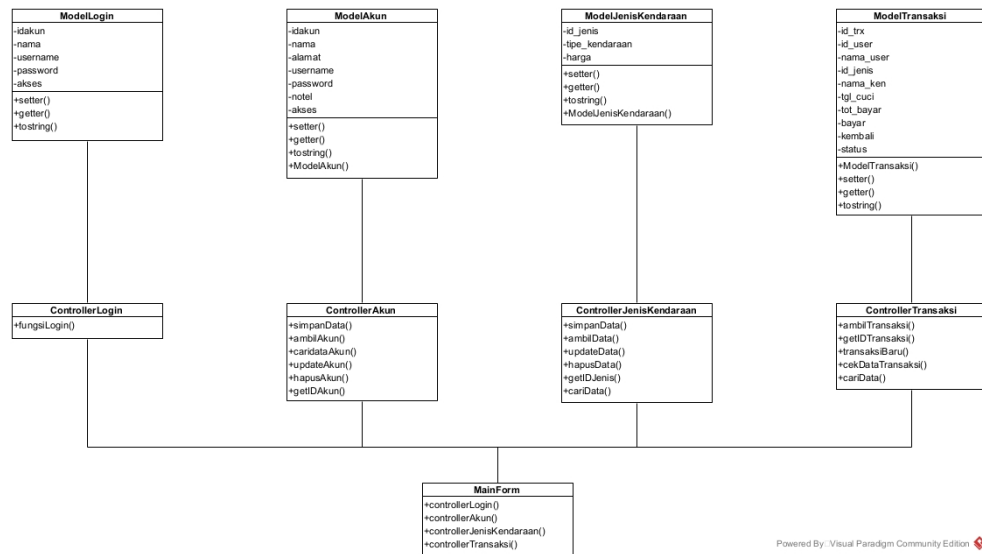 ModelLogin
-idakun
-nama
-username
-password
-akses
+setter()
+getter()
+tostring()
ModelAkun
-idakun
-nama
-alamat
-username
-password
-notel
-akses
+setter()
+getter()
+tostring()
+ModelAkun()
ModelJenisKendaraan
-id_jenis
-tipe_kendaraan
-harga
+setter()
+getter()
+tostring()
+ModelJenisKendaraan()
ModelTransaksi
-id_trx
-id_user
-nama_user
-id_jenis
-nama_ken
-tgl_cuci
-tot_bayar
-bayar
-kembali
-status
+ModelTransaksi()
+setter()
+getter()
+tostring()
ControllerLogin
+fungsiLogin()
ControllerAkun
+simpanData()
+ambilAkun()
+caridataAkun()
+updateAkun()
+hapusAkun()
+getIDAkun()
ControllerJenisKendaraan
+simpanData()
+ambilData()
+updateData()
+hapusData()
+getIDJenis()
+cariData()
ControllerTransaksi
+ambilTransaksi()
+getIDTransaksi()
+transaksiBaru()
+cekDataTransaksi()
+cariData()
MainForm
+controllerLogin()
+controllerAkun()
+controllerJenisKendaraan()
+controllerTransaksi()
Powered By Visual Paradigm Community Edition